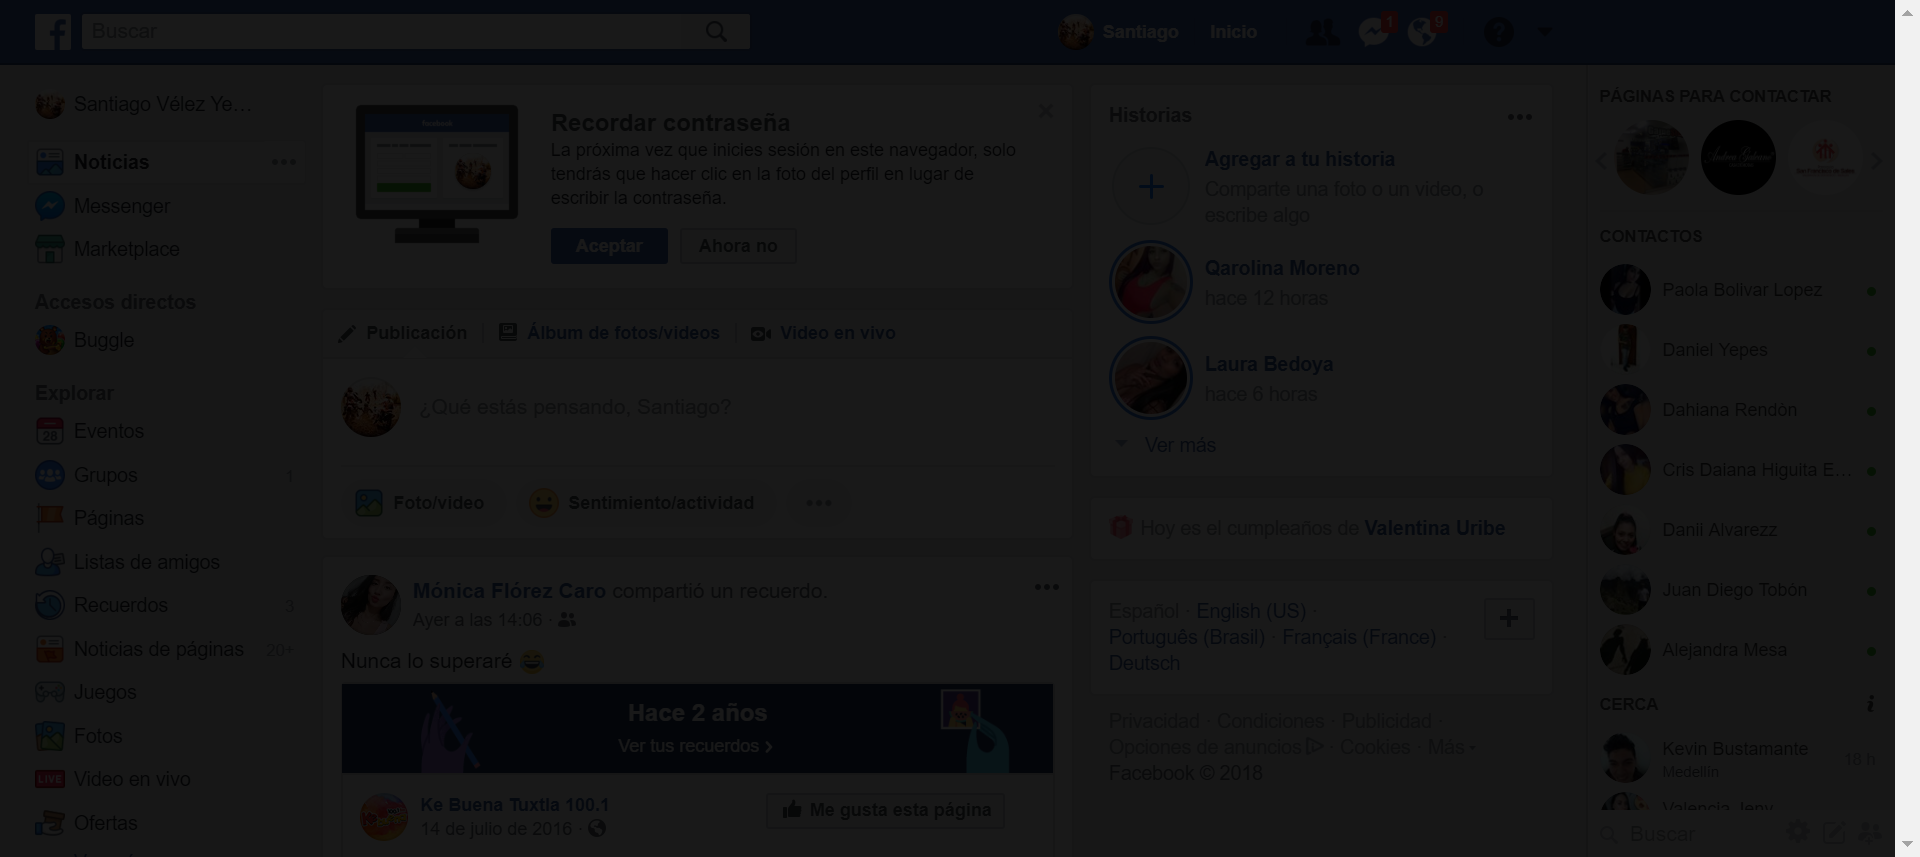 Buscar
Santiago
Inicio
1
9
Santiago Vélez Ye...
Noticias
Messenger
Marketplace
Accesos directos
Buggle
Explorar
Eventos
Grupos 1
Páginas
Listas de amigos
Recuerdos 3
Noticias de páginas 20+
Juegos
Fotos
LIVE Video en vivo
Ofertas
Recordar contraseña
La próxima vez que inicies sesión en este navegador, solo
tendrás que hacer clic en la foto del perfil en lugar de
escribir la contraseña.
Aceptar Ahora no
Publicación Álbum de fotos/videos Video en vivo
¿Qué estás pensando, Santiago?
Foto/video Sentimiento/actividad
Mónica Flórez Caro compartió un recuerdo.
Ayer a las 14:06 ·
Nunca lo superaré
Hace 2 años
Ver tus recuerdos
Ke Buena Tuxtla 100.1
14 de julio de 2016 ·
Me gusta esta página
Historias
Agregar a tu historia
Comparte una foto o un video, o
escribe algo
Qarolina Moreno
hace 12 horas
Laura Bedoya
hace 6 horas
Ver más
Hoy es el cumpleaños de Valentina Uribe
Español · English (US) ·
Português (Brasil) · Français (France) ·
Deutsch
Privacidad · Condiciones · Publicidad ·
Opciones de anuncios · Cookies · Más
Facebook © 2018
PÁGINAS PARA CONTACTAR
CONTACTOS
Paola Bolivar Lopez
Daniel Yepes
Dahiana Rendón
Cris Daiana Higuita E...
Danii Alvarezz
Juan Diego Tobón
Alejandra Mesa
CERCA
Kevin Bustamante
Medellín
18 h
Valencia Jeny
Buscar